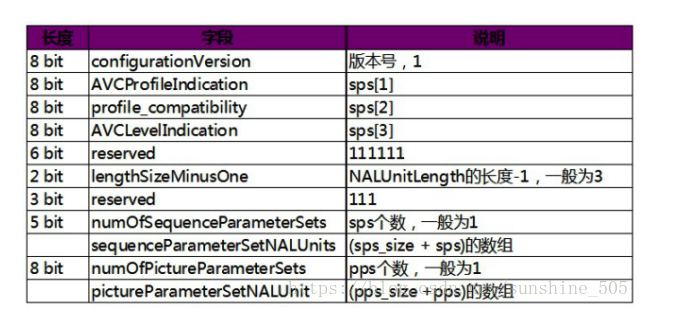 长度 字段 说明
8 bit configurationVersion 版本号，1
8 bit AVCProfileIndication sps[1]
8 bit profile_compatibility sps[2]
8 bit AVCLevelIndication sps[3]
6 bit reserved 111111
2 bit lengthSizeMinusOne NALUnitLength的长度-1，一般为3
3 bit reserved 111
5 bit numOfSequenceParameterSets sps个数，一般为1
sequenceParameterSetNALUnits (sps_size + sps)的数组
8 bit numOfPictureParameterSets pps个数，一般为1
pictureParameterSetNALUnit (pps_size +pps)的数组